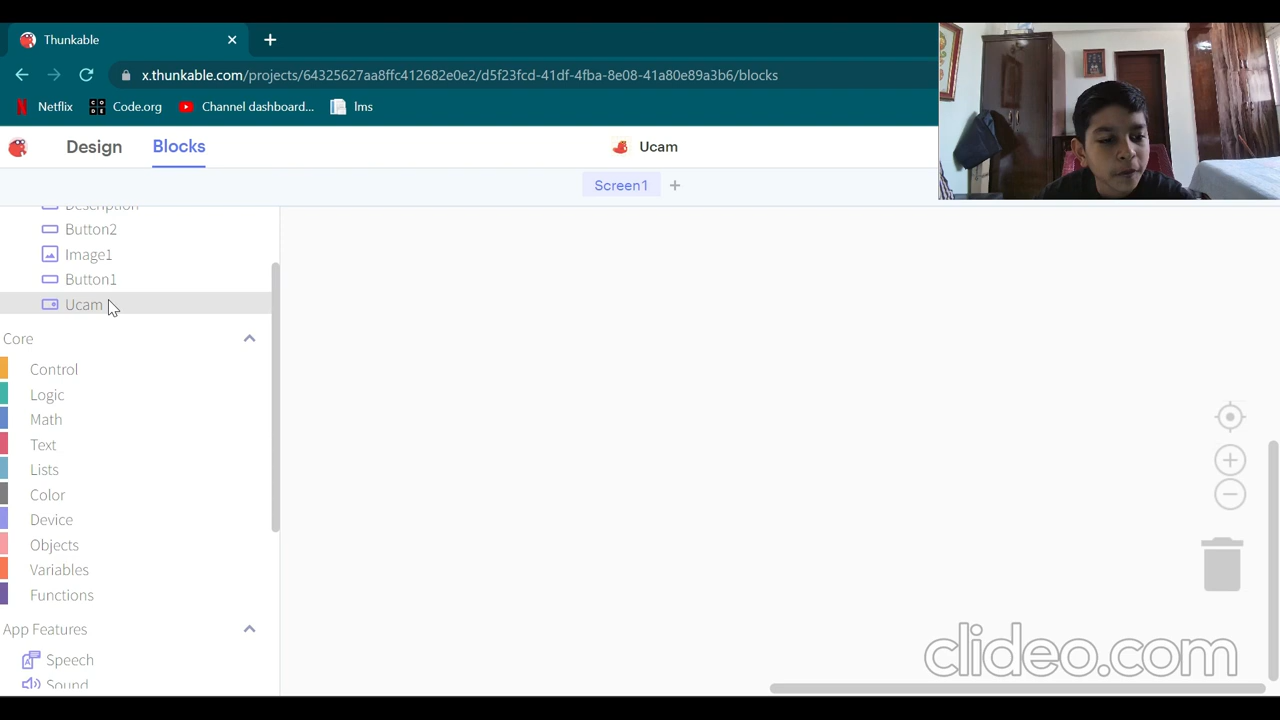 Thunkable
x.thunkable.com/projects/64325627aa8ffc412682e0e2/d5f23fcd-41df-4fba-8e08-41a80e89a3b6/blocks
Netflix
Code.org
Channel dashboard...
lms
Design
Blocks
Ucam
Screen1
Description
Button2
Image1
Button1
Ucam
Core
Control
Logic
Math
Text
Lists
Color
Device
Objects
Variables
Functions
App Features
Speech
Sound
clideo.com